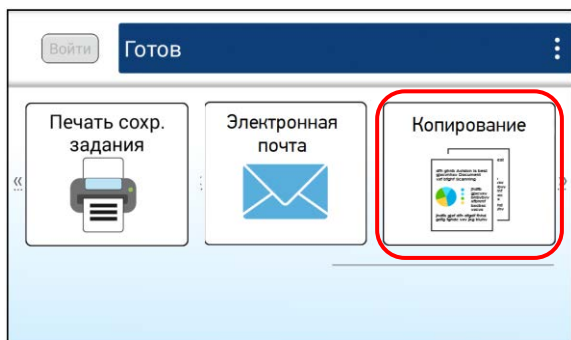 Войти
Готов
Печать сохр.
задания
Электронная
почта
Копирование